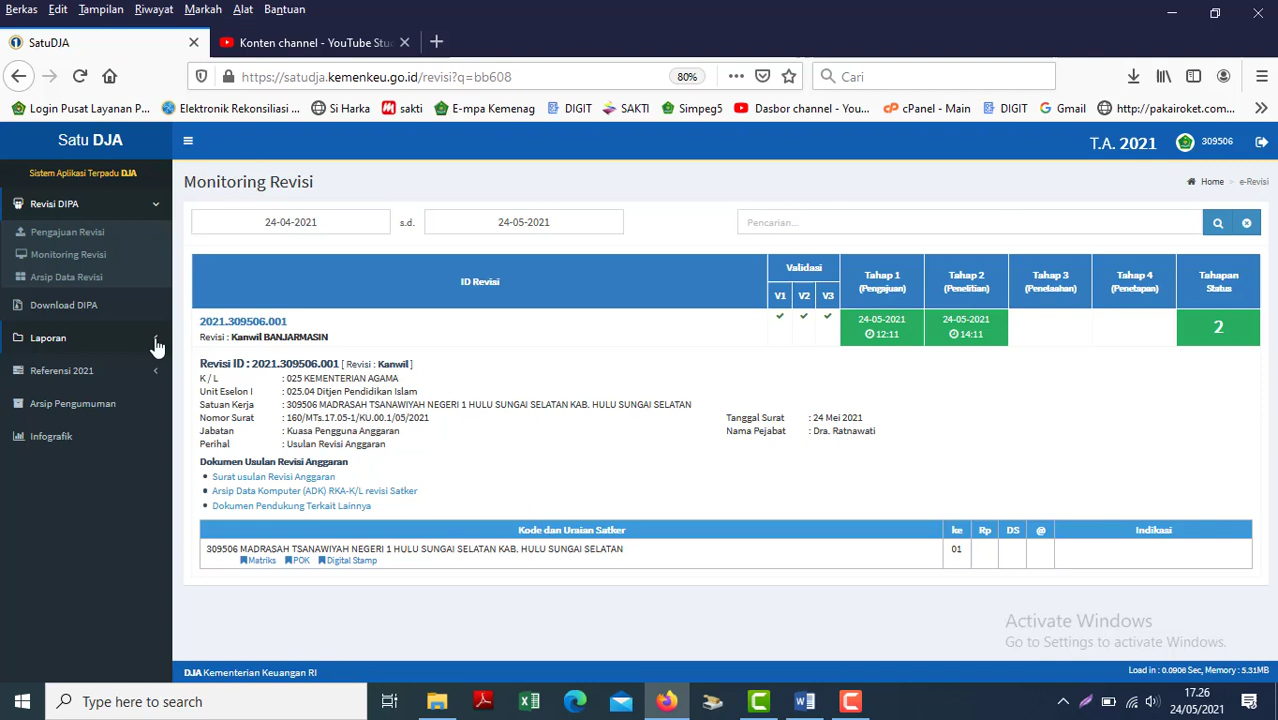 Berkas Edit Tampilan Riwayat Markah Alat Bantuan
SatuDJA Konten channel - YouTube Stu
https://satudja.kemenkeu.go.id/revisi?q=bb608 80% Cari
Login Pusat Layanan P... Elektronik Rekonsiliasi ... Si Harka sakti E-mpa Kemenag DIGIT SAKTI Simpeg5 Dasbor channel - You... cPanel - Main DIGIT Gmail http://pakairoket.com...
Satu DJA T.A. 2021 309506
Sistem Aplikasi Terpadu DJA
Monitoring Revisi Home > e-Revisi
Revisi DIPA
Pengajuan Revisi
Monitoring Revisi
Arsip Data Revisi
Download DIPA
Laporan
Referensi 2021
Arsip Pengumuman
Infografik
24-04-2021 s.d. 24-05-2021 Pencarian...
ID Revisi Validasi Tahap 1 Tahap 2 Tahap 3 Tahap 4 Tahapan
V1 V2 V3 (Pengajuan) (Penelitian) (Penelaahan) (Penetapan) Status
2021.309506.001 24-05-2021 24-05-2021 2
Revisi : Kanwil BANJARMASIN 12:11 14:11
Revisi ID : 2021.309506.001 [ Revisi : Kanwil ]
K / L : 025 KEMENTERIAN AGAMA
Unit Eselon I : 025.04 Ditjen Pendidikan Islam
Satuan Kerja : 309506 MADRASAH TSANAWIYAH NEGERI 1 HULU SUNGAI SELATAN KAB. HULU SUNGAI SELATAN
Nomor Surat : 160/MTs.17.05-1/KU.00.1/05/2021 Tanggal Surat : 24 Mei 2021
Jabatan : Kuasa Pengguna Anggaran Nama Pejabat : Dra. Ratnawati
Perihal : Usulan Revisi Anggaran
Dokumen Usulan Revisi Anggaran
• Surat usulan Revisi Anggaran
• Arsip Data Komputer (ADK) RKA-K/L revisi Satker
• Dokumen Pendukung Terkait Lainnya
Kode dan Uraian Satker ke Rp DS @ Indikasi
309506 MADRASAH TSANAWIYAH NEGERI 1 HULU SUNGAI SELATAN KAB. HULU SUNGAI SELATAN 01
Matriks POK Digital Stamp
Activate Windows
Go to Settings to activate Windows.
DJA Kementerian Keuangan RI Load in : 0.0906 Sec, Memory : 5.31MB
Type here to search 17.26
24/05/2021